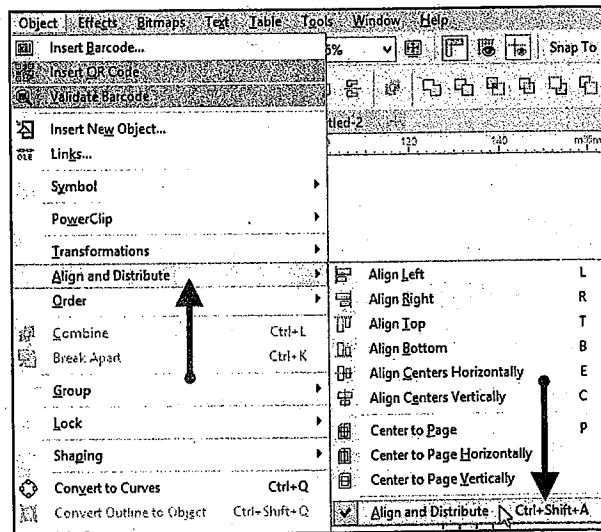 Object Effects Bitmaps Text Table Tools Window Help
Insert Barcode...
Insert QR Code
Validate Barcode
Snap To
Insert New Object...
Links...
120 140
Symbol
PowerClip
Transformations
Align and Distribute
Order
Combine Ctrl+L
Break Apart Ctrl+K
Group
Lock
Shaping
Convert to Curves Ctrl+Q
Convert Outline to Object Ctrl+Shift+Q
Align Left L
Align Right R
Align Top T
Align Bottom B
Align Centers Horizontally E
Align Centers Vertically C
Center to Page P
Center to Page Horizontally
Center to Page Vertically
Align and Distribute Ctrl+Shift+A